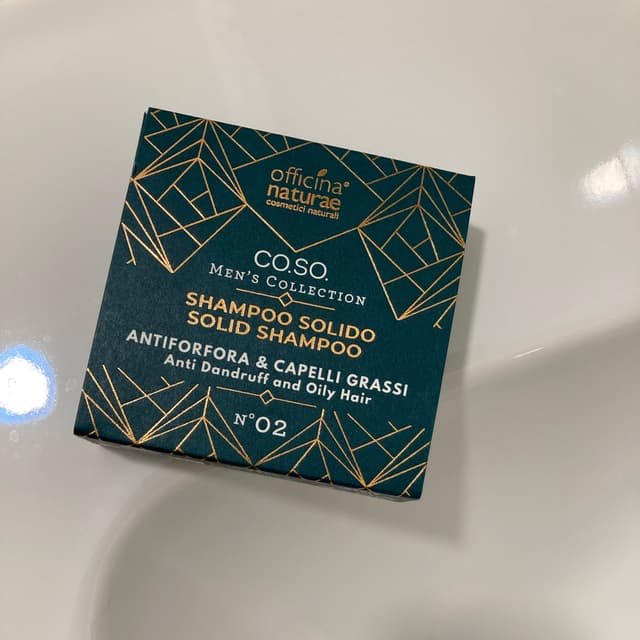 officina®
naturae
cosmetici naturali
CO.SO.
MEN'S COLLECTION
SHAMPOO SOLIDO
SOLID SHAMPOO
ANTIFORFORA & CAPELLI GRASSI
Anti Dandruff and Oily Hair
N°02